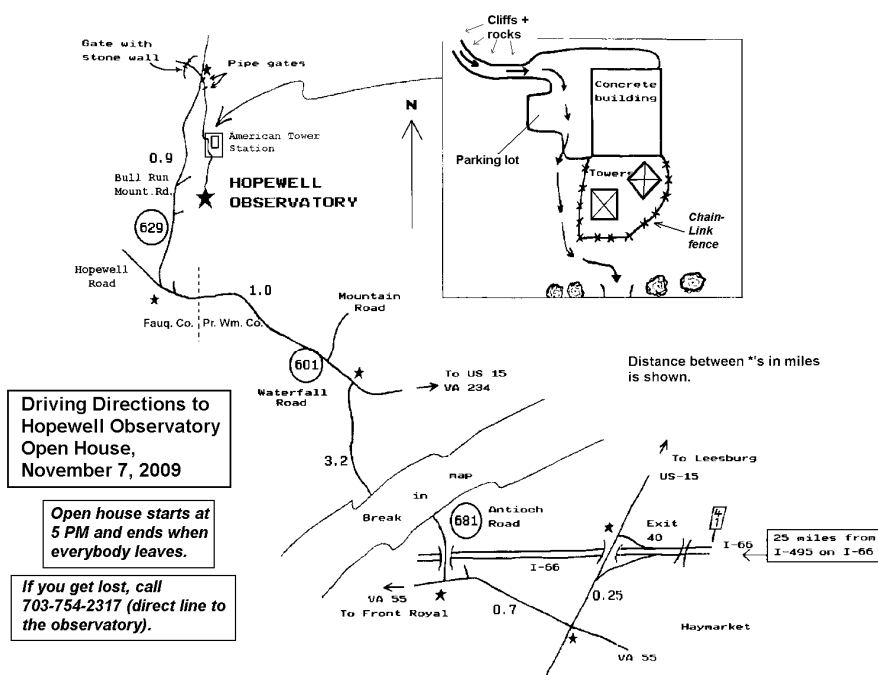 Gate with
stone wall
Pipe gates
American Tower
Station
0.9
Bull Run
Mount.Rd.
HOPEWELL
OBSERVATORY
629
Hopewell
Road
N
1.0
Fauq. Co.
Pr. Wm. Co.
Mountain
Road
601
Waterfall
Road
To US 15
VA 234
3.2
Cliffs +
rocks
Concrete
building
Parking lot
Towers
Chain-
Link
fence
Distance between *'s in miles
is shown.
Driving Directions to
Hopewell Observatory
Open House,
November 7, 2009
Open house starts at
5 PM and ends when
everybody leaves.
If you get lost, call
703-754-2317 (direct line to
the observatory).
Break
in
map
681
Antioch
Road
To Leesburg
US-15
Exit
40
I-66
I-66
25 miles from
I-495 on I-66
VA 55
To Front Royal
0.7
0.25
Haymarket
VA 55